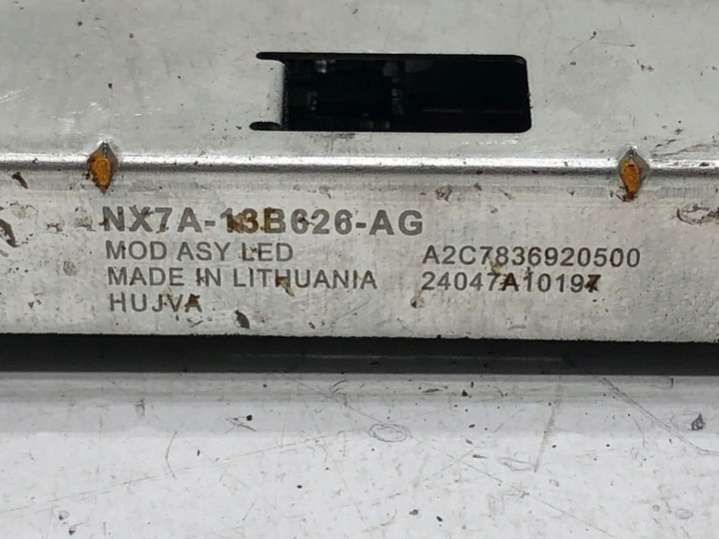 NX7A-13B626-AG
MOD ASY LED A2C7836920500
MADE IN LITHUANIA 24047A10197
HUJVA